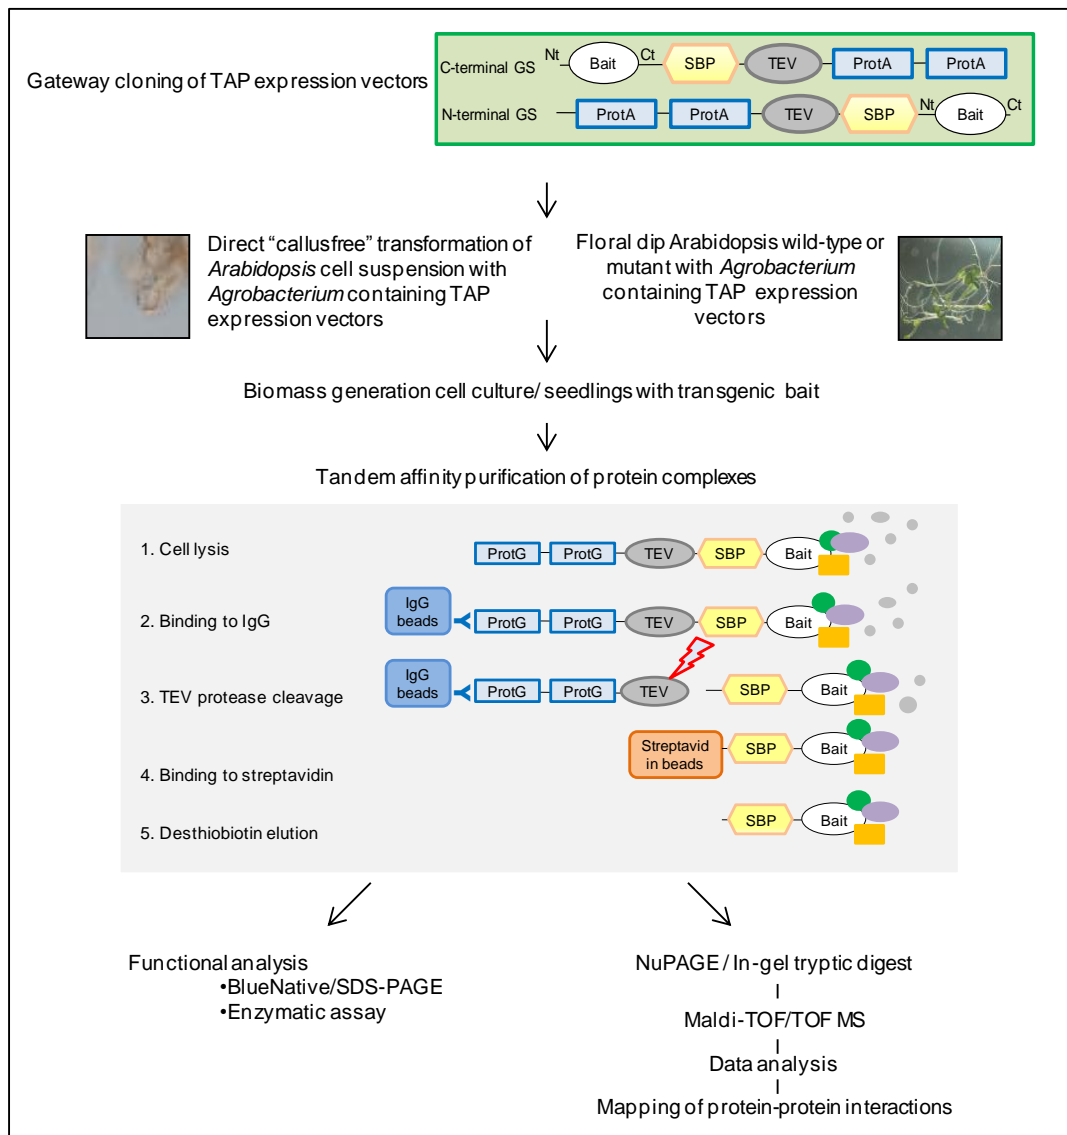 Gateway cloning of TAP expression vectors
C-terminal GS
Nt
Bait
Ct
SBP
TEV
ProtA
ProtA
N-terminal GS
ProtA
ProtA
TEV
SBP
Nt
Bait
Ct
Direct “callusfree” transformation of
Arabidopsis cell suspension with
Agrobacterium containing TAP
expression vectors
Floral dip Arabidopsis wild-type or
mutant with Agrobacterium
containing TAP expression
vectors
Biomass generation cell culture/ seedlings with transgenic bait
Tandem affinity purification of protein complexes
1. Cell lysis
ProtG
ProtG
TEV
SBP
Bait
2. Binding to IgG
IgG
beads
ProtG
ProtG
TEV
SBP
Bait
3. TEV protease cleavage
IgG
beads
ProtG
ProtG
TEV
SBP
Bait
4. Binding to streptavidin
Streptavid
in beads
SBP
Bait
5. Desthiobiotin elution
SBP
Bait
Functional analysis
•BlueNative/SDS-PAGE
•Enzymatic assay
NuPAGE / In-gel tryptic digest
Maldi-TOF/TOF MS
Data analysis
Mapping of protein-protein interactions